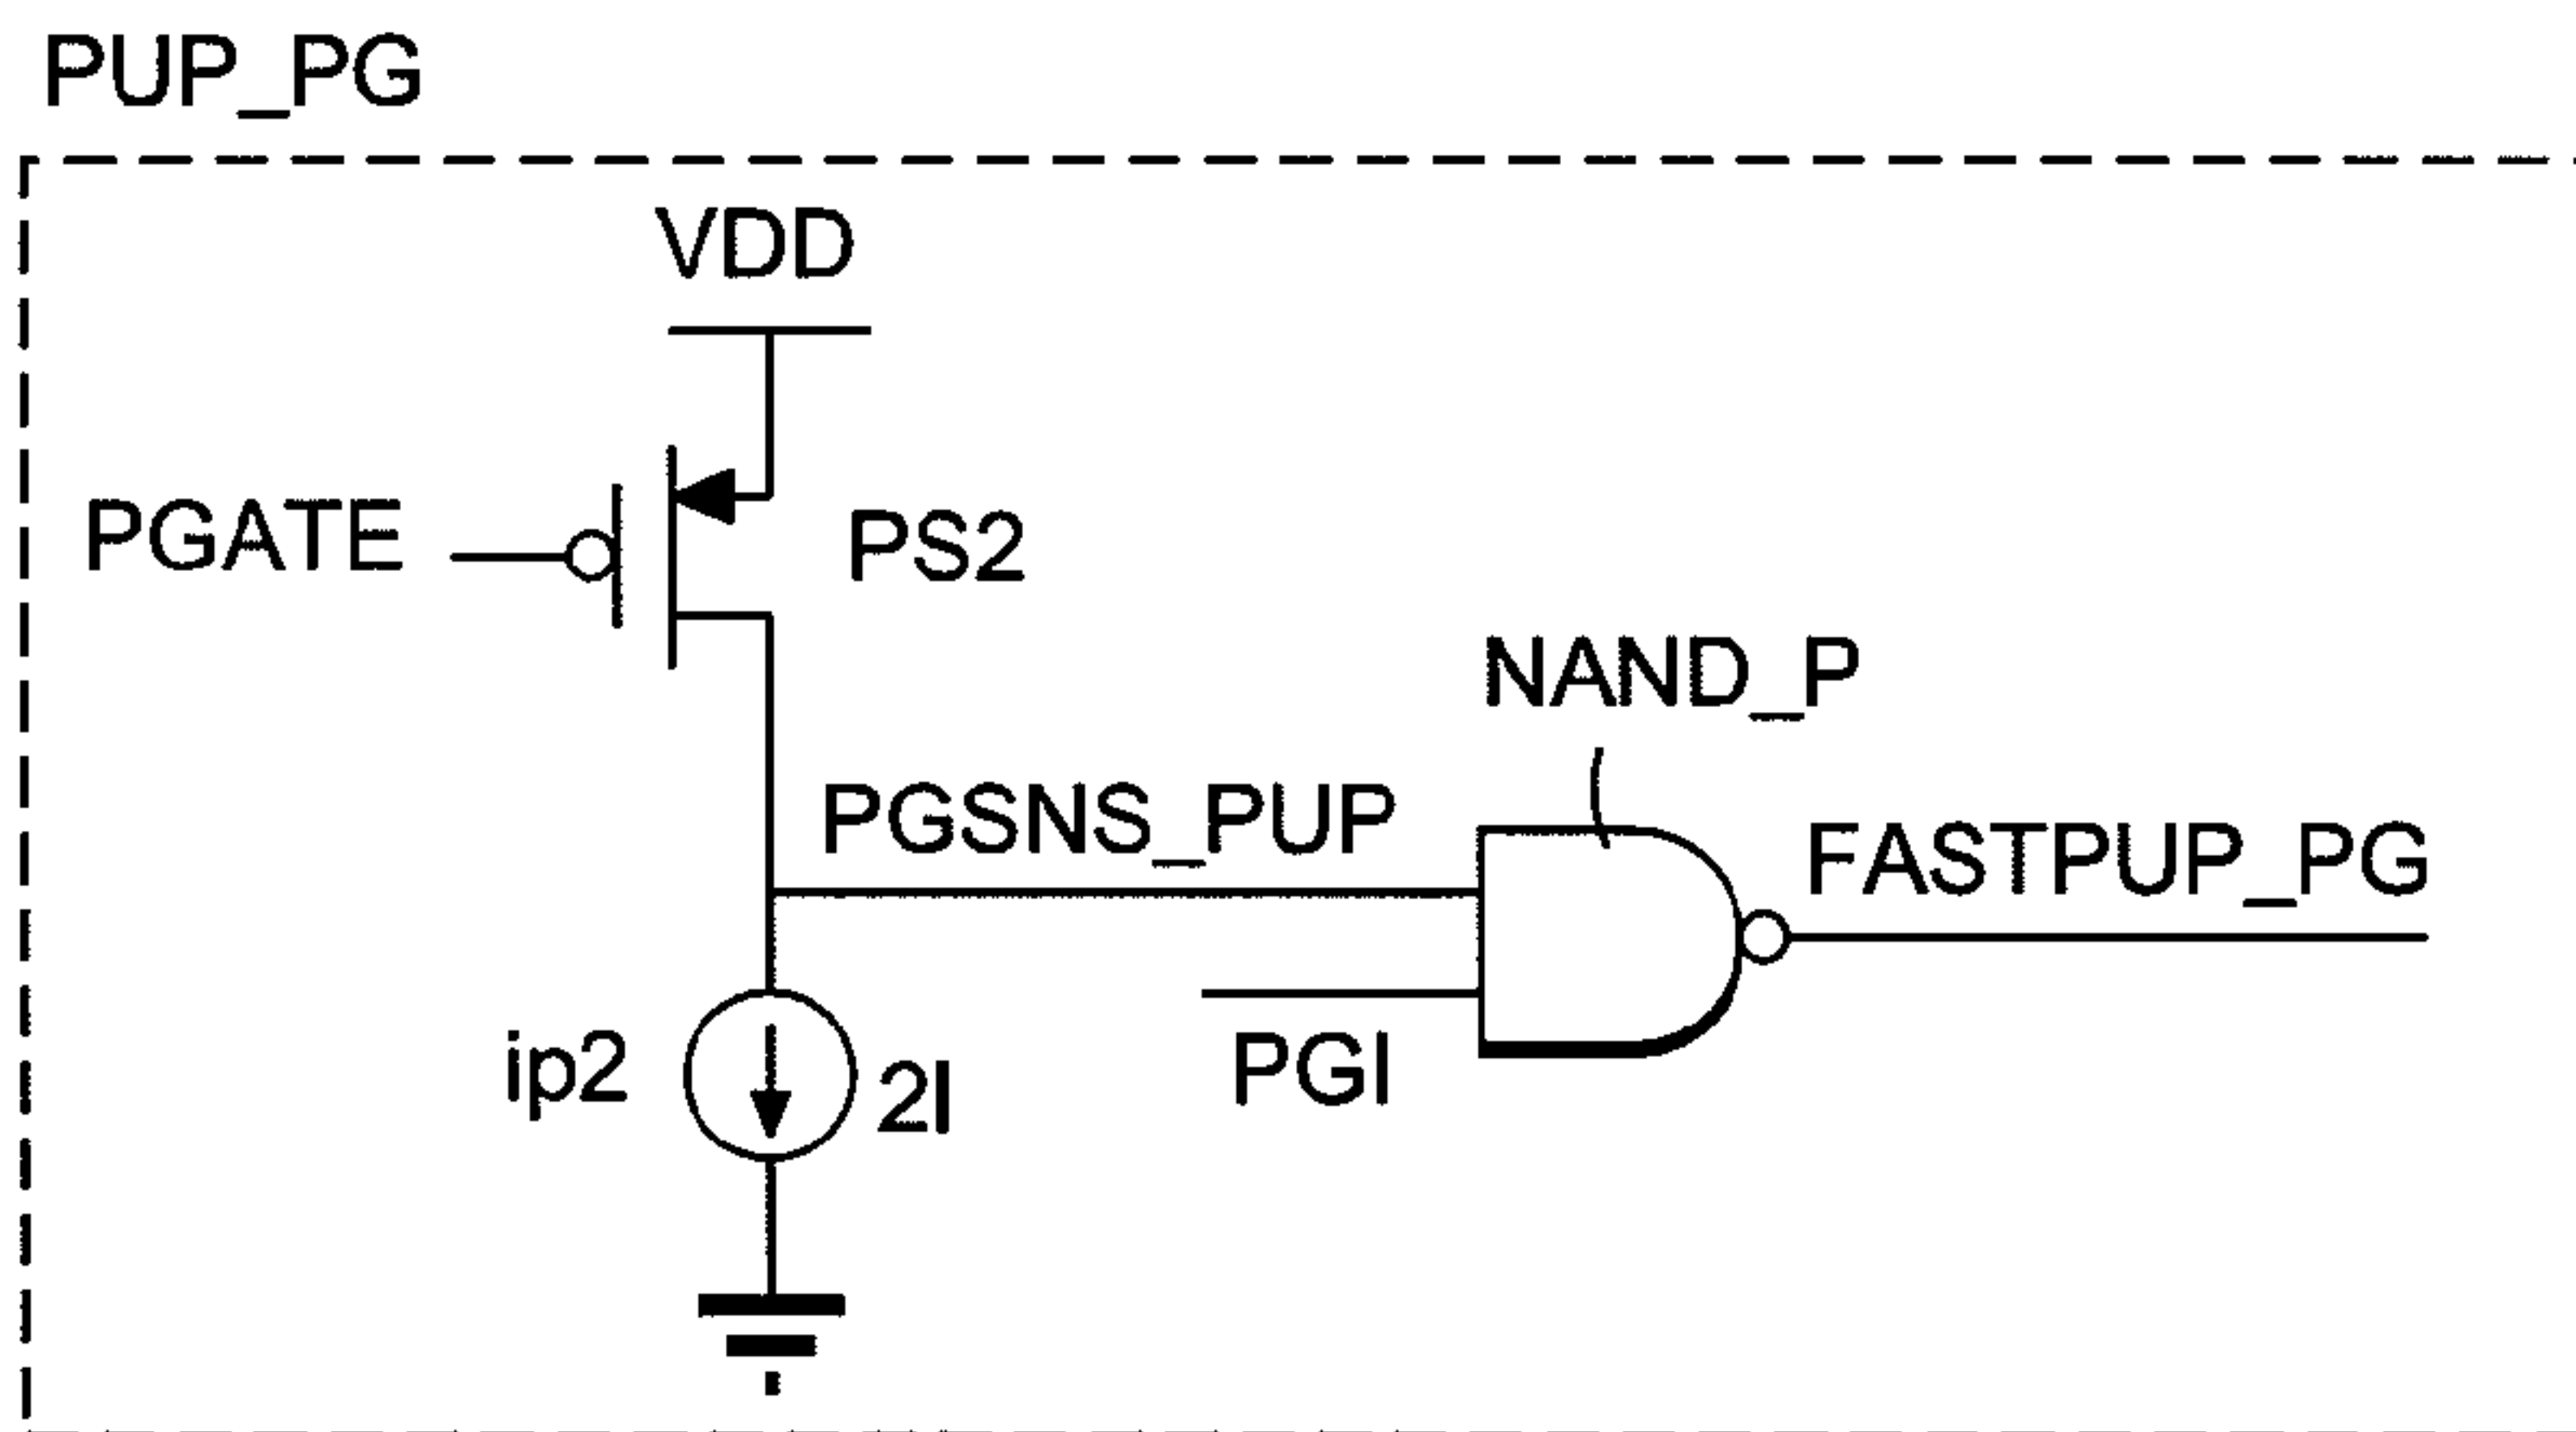 PUP_PG
VDD
PGATE
PS2
NAND_P
PGSNS_PUP
FASTPUP_PG
ip2
2I
PGI